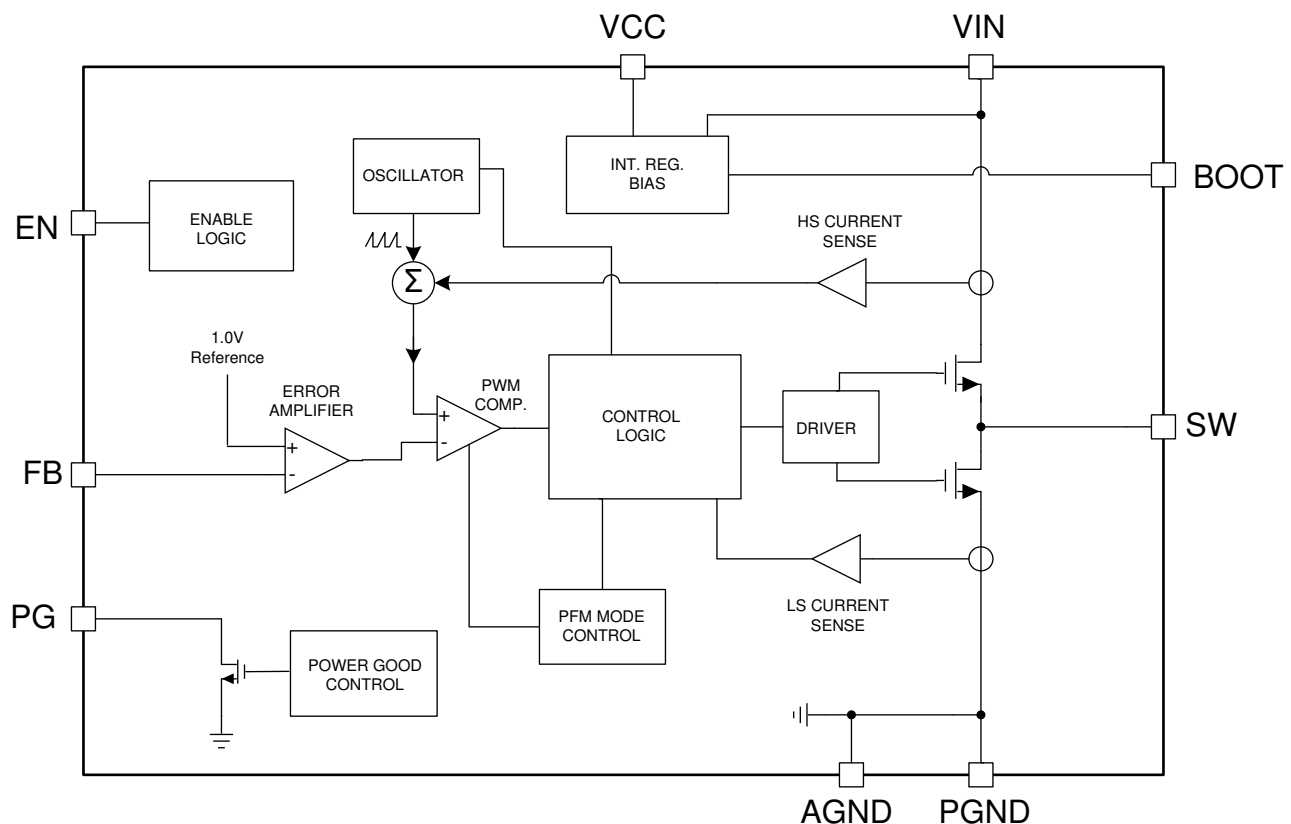 VCC
VIN
OSCILLATOR
INT. REG.
BIAS
BOOT
EN
ENABLE
LOGIC
HS CURRENT
SENSE
Σ
1.0V
Reference
ERROR
AMPLIFIER
PWM
COMP.
+
-
+
-
CONTROL
LOGIC
DRIVER
SW
FB
PG
PFM MODE
CONTROL
LS CURRENT
SENSE
POWER GOOD
CONTROL
AGND
PGND